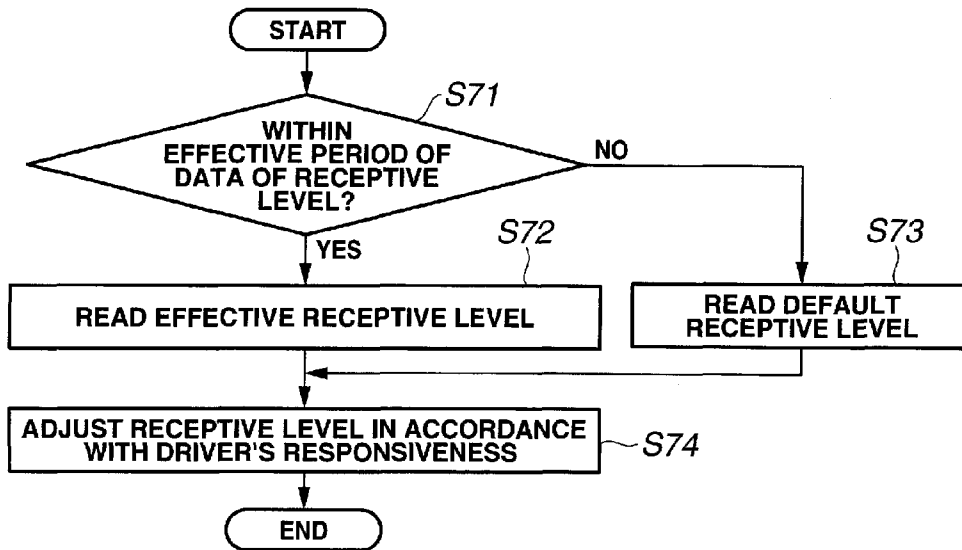 START
S71
WITHIN
EFFECTIVE PERIOD OF
DATA OF RECEPTIVE
LEVEL?
NO
YES
S72
S73
READ EFFECTIVE RECEPTIVE LEVEL
READ DEFAULT
RECEPTIVE LEVEL
ADJUST RECEPTIVE LEVEL IN ACCORDANCE
WITH DRIVER'S RESPONSIVENESS
S74
END